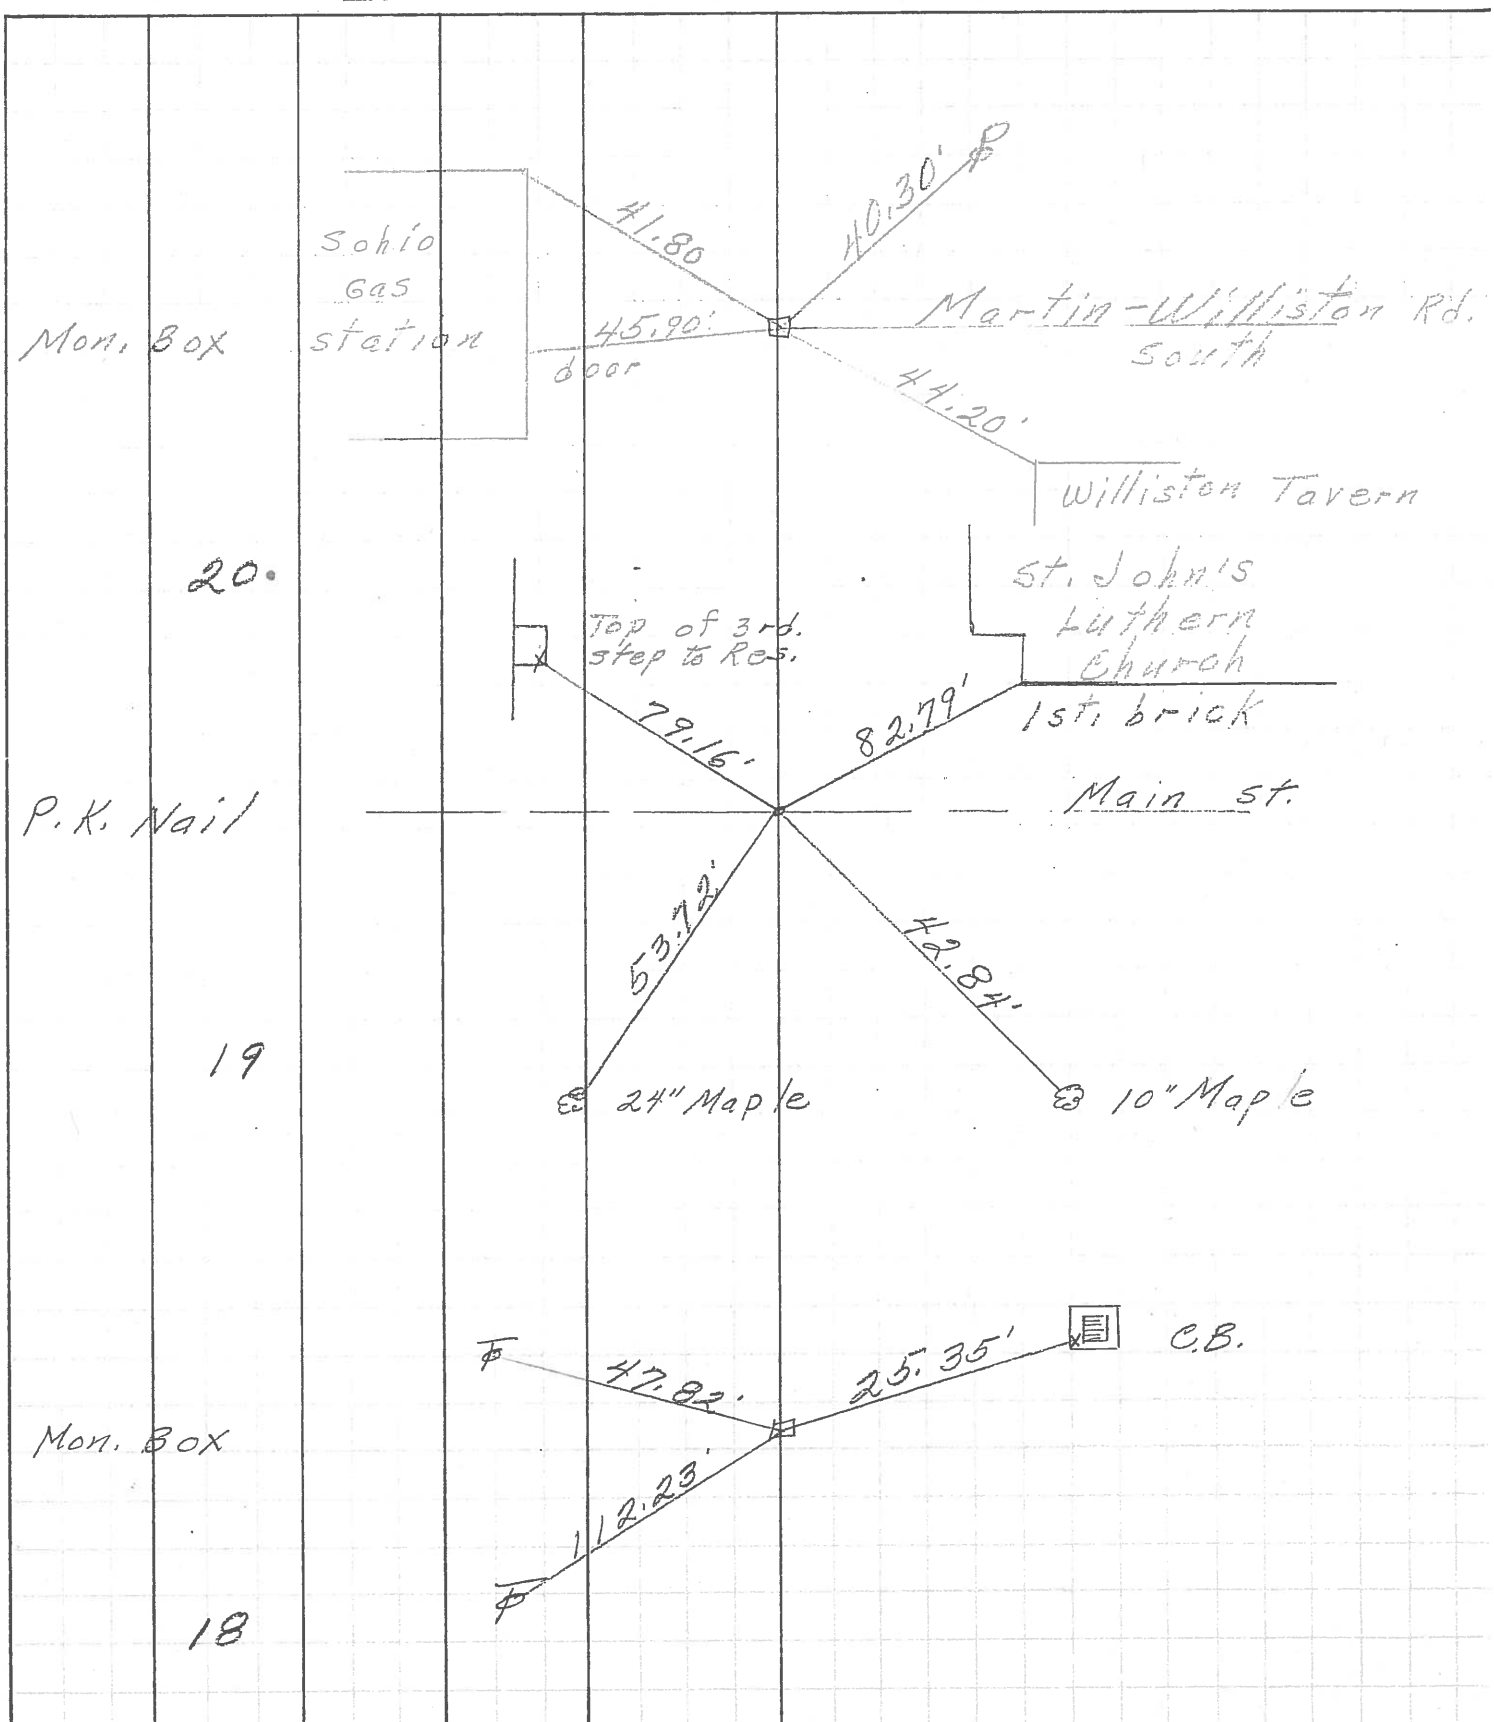 40.30'
41.80
Sohio
Gas
station
Mon. Box
45.90'
door
Martin-Williston Rd.
South
44.20'
Williston Tavern
20.
Top of 3rd.
step to Res.
St. John's
Luthern
Church
1st. brick
79.16'
82.79'
P.K. Nail
Main st.
53.72'
42.84'
19
24" Maple
10" Maple
C.B.
47.82'
25.35'
Mon. Box
112.23'
18